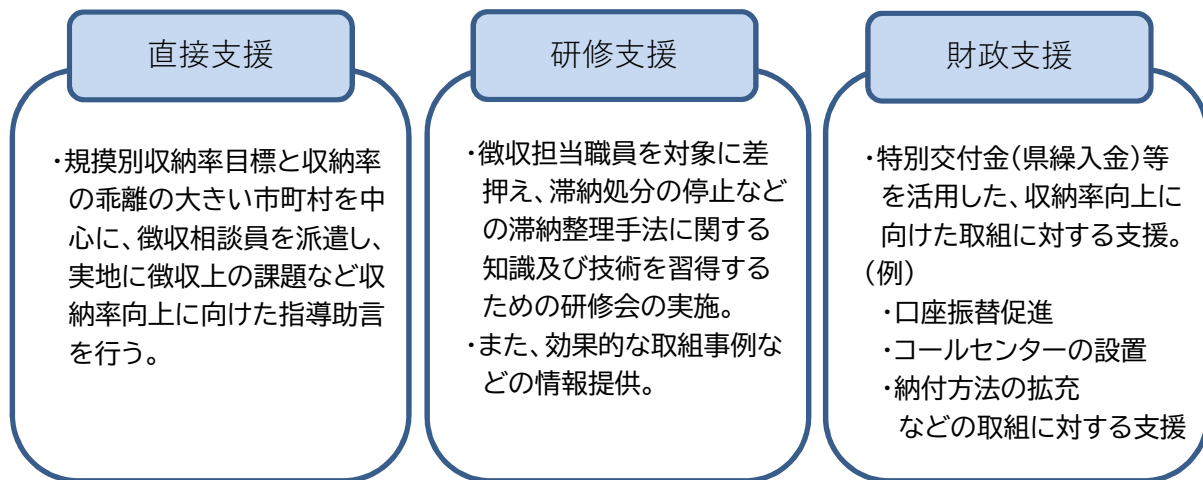 直接支援
・規摸別収納率目標と収納率
の乖離の大きい市町村を中
心に、徴収相談員を派遣し、
実地に徴収上の課題など収
納率向上に向けた指導助言
を行う。
研修支援
・徴収担当職員を対象に差
押え、滞納処分の停止など
の滞納整理手法に関する
知識及び技術を習得する
ための研修会の実施。
・また、効果的な取組事例な
どの情報提供。
財政支援
・特別交付金(県繰入金)等
を活用した、収納率向上に
向けた取組に対する支援。
(例)
・口座振替促進
・コールセンターの設置
・納付方法の拡充
などの取組に対する支援